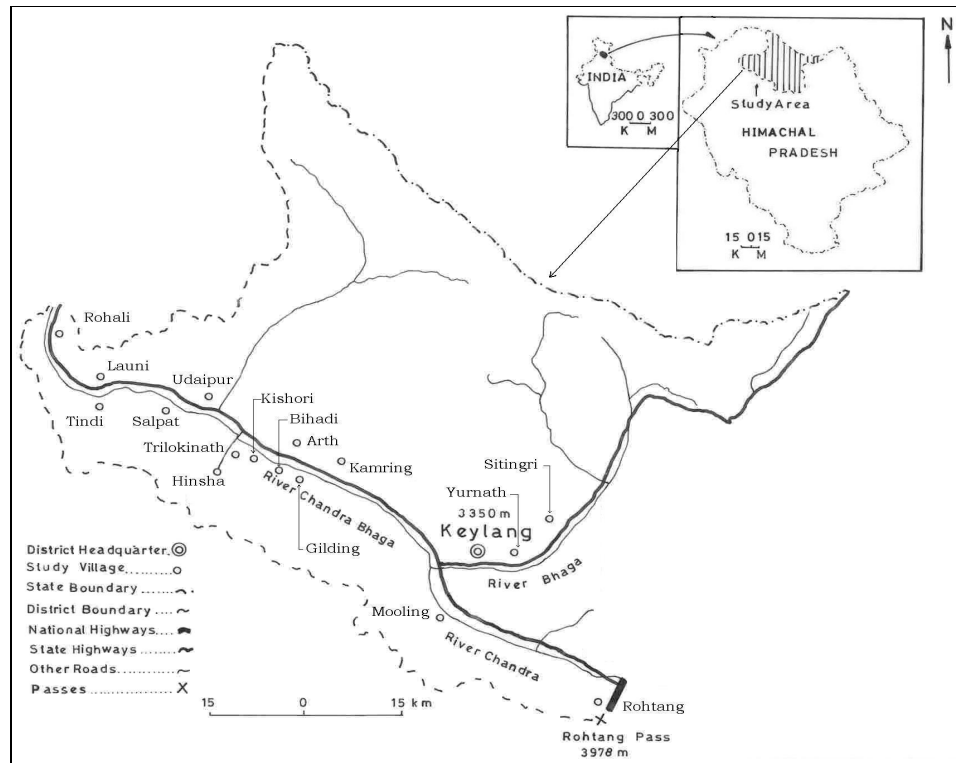 N
INDIA
300 0 300
K M
Study Area
HIMACHAL
PRADESH
15 0 15
K M
Rohali
Launi
Udaipur
Kishori
Tindi
Salpat
Bihadi
Arth
Trilokinath
Kamring
Hinsha
Sitingri
River Chandra Bhaga
Yurnath
3350 m
Keylang
Gilding
River Bhaga
District Headquarter.
Study Village ..........
State Boundary ....
District Boundary ....
National Highways....
State Highways ........
Other Roads............
Passes ................
Mooling
River Chandra
15 0 15 km
Rohtang
Rohtang Pass
3978 m